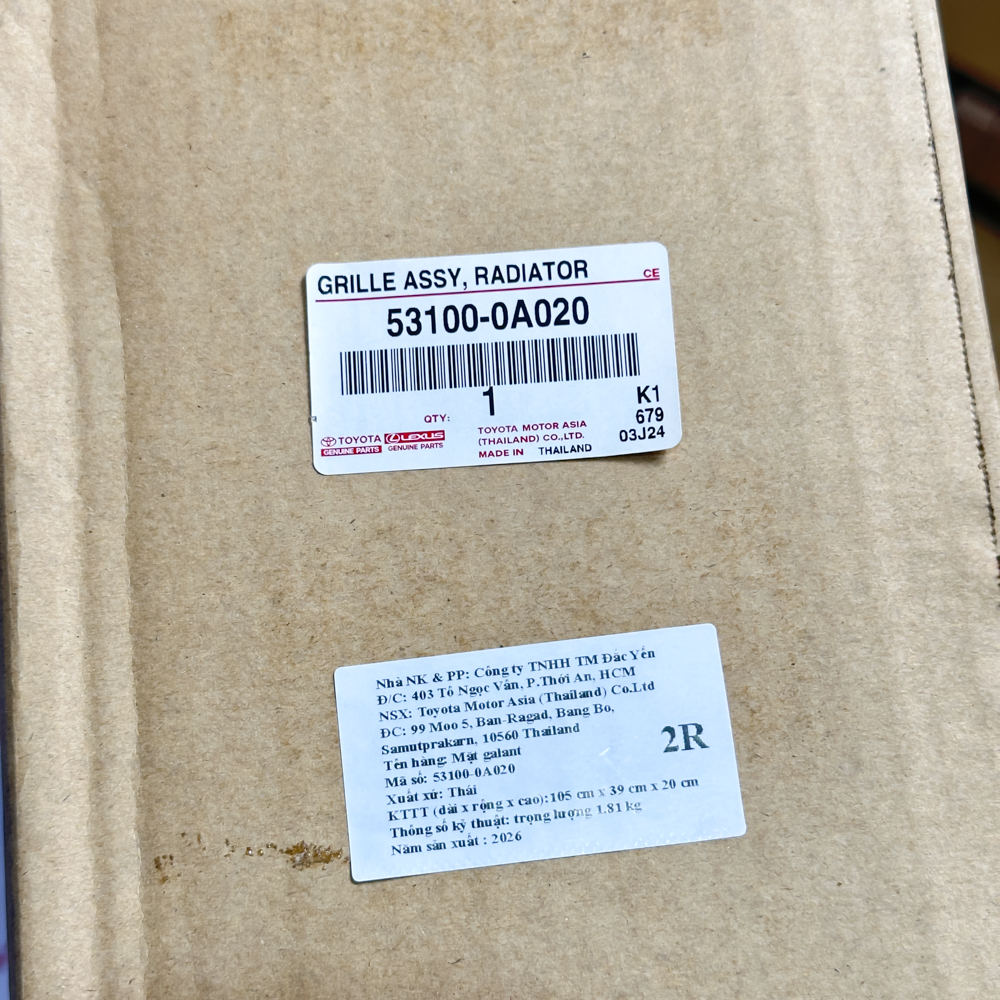 GRILLE ASSY, RADIATOR CE
53100-0A020
QTY: 1 K1
679
03J24
TOYOTA GENUINE PARTS LEXUS GENUINE PARTS
TOYOTA MOTOR ASIA
(THAILAND) CO.,LTD.
MADE IN THAILAND
Nhà NK & PP: Công ty TNHH TM Đắc Yến
Đ/C: 403 Tô Ngọc Vân, P.Thới An, HCM
NSX: Toyota Motor Asia (Thailand) Co.Ltd
ĐC: 99 Moo 5, Ban-Ragad, Bang Bo,
Samutprakarn, 10560 Thailand
Tên hàng: Mặt galant
Mã số: 53100-0A020
Xuất xứ: Thái
KTTT (dài x rộng x cao):105 cm x 39 cm x 20 cm
Thông số kỹ thuật: trọng lượng 1.81 kg
Năm sản xuất : 2026
2R